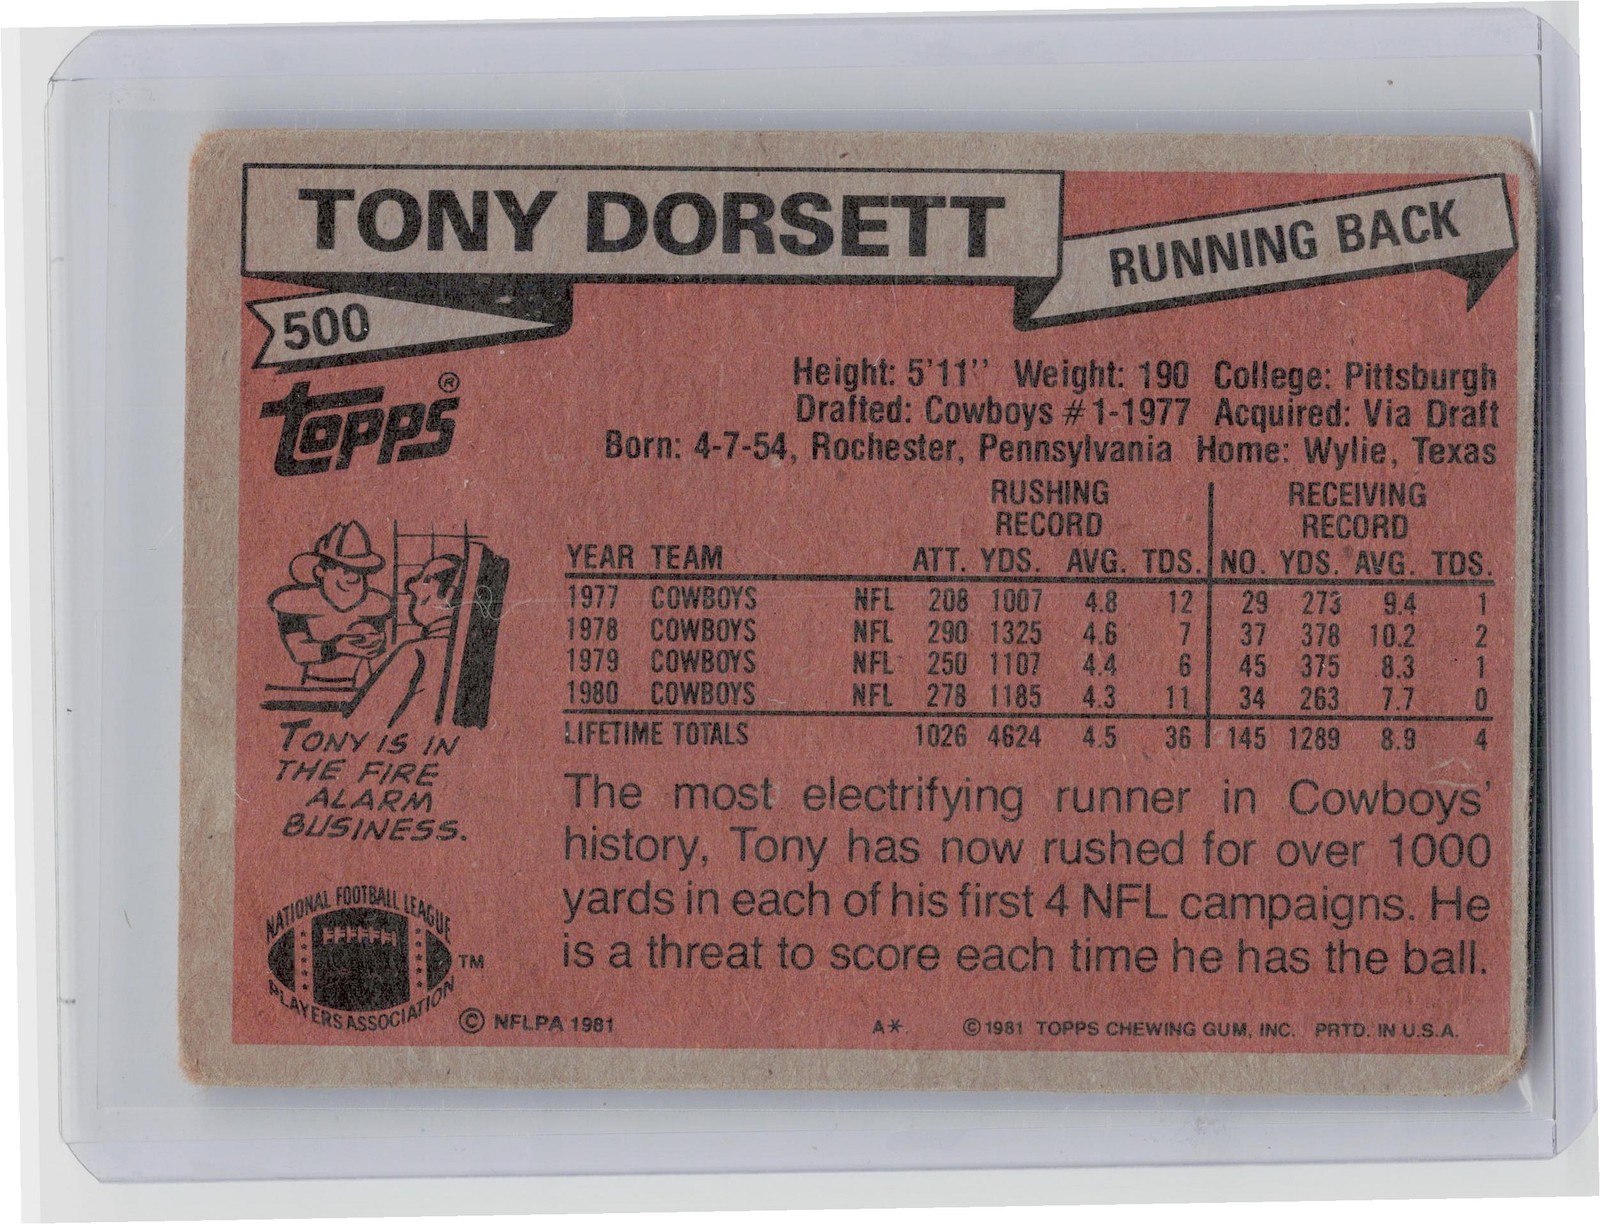 TONY DORSETT
RUNNING BACK
500
TOPPS®
Height: 5'11'' Weight: 190 College: Pittsburgh
Drafted: Cowboys #1-1977 Acquired: Via Draft
Born: 4-7-54, Rochester, Pennsylvania Home: Wylie, Texas
RUSHING RECORD RECEIVING RECORD
YEAR TEAM ATT. YDS. AVG. TDS. NO. YDS. AVG. TDS.
1977 COWBOYS NFL 208 1007 4.8 12 29 273 9.4 1
1978 COWBOYS NFL 290 1325 4.6 7 37 378 10.2 2
1979 COWBOYS NFL 250 1107 4.4 6 45 375 8.3 1
1980 COWBOYS NFL 278 1185 4.3 11 34 263 7.7 0
LIFETIME TOTALS 1026 4624 4.5 36 145 1289 8.9 4
TONY IS IN
THE FIRE
ALARM
BUSINESS.
The most electrifying runner in Cowboys'
history, Tony has now rushed for over 1000
yards in each of his first 4 NFL campaigns. He
is a threat to score each time he has the ball.
NATIONAL FOOTBALL LEAGUE
PLAYERS ASSOCIATION
TM
© NFLPA 1981 A* © 1981 TOPPS CHEWING GUM, INC. PRTD. IN U.S.A.